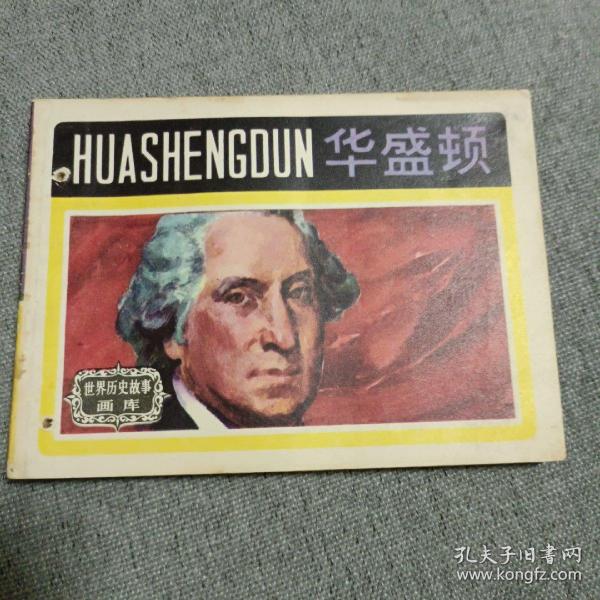 HUASHENGDUN 华盛顿
世界历史故事
画库
孔夫子旧书网
www.kongfz.com